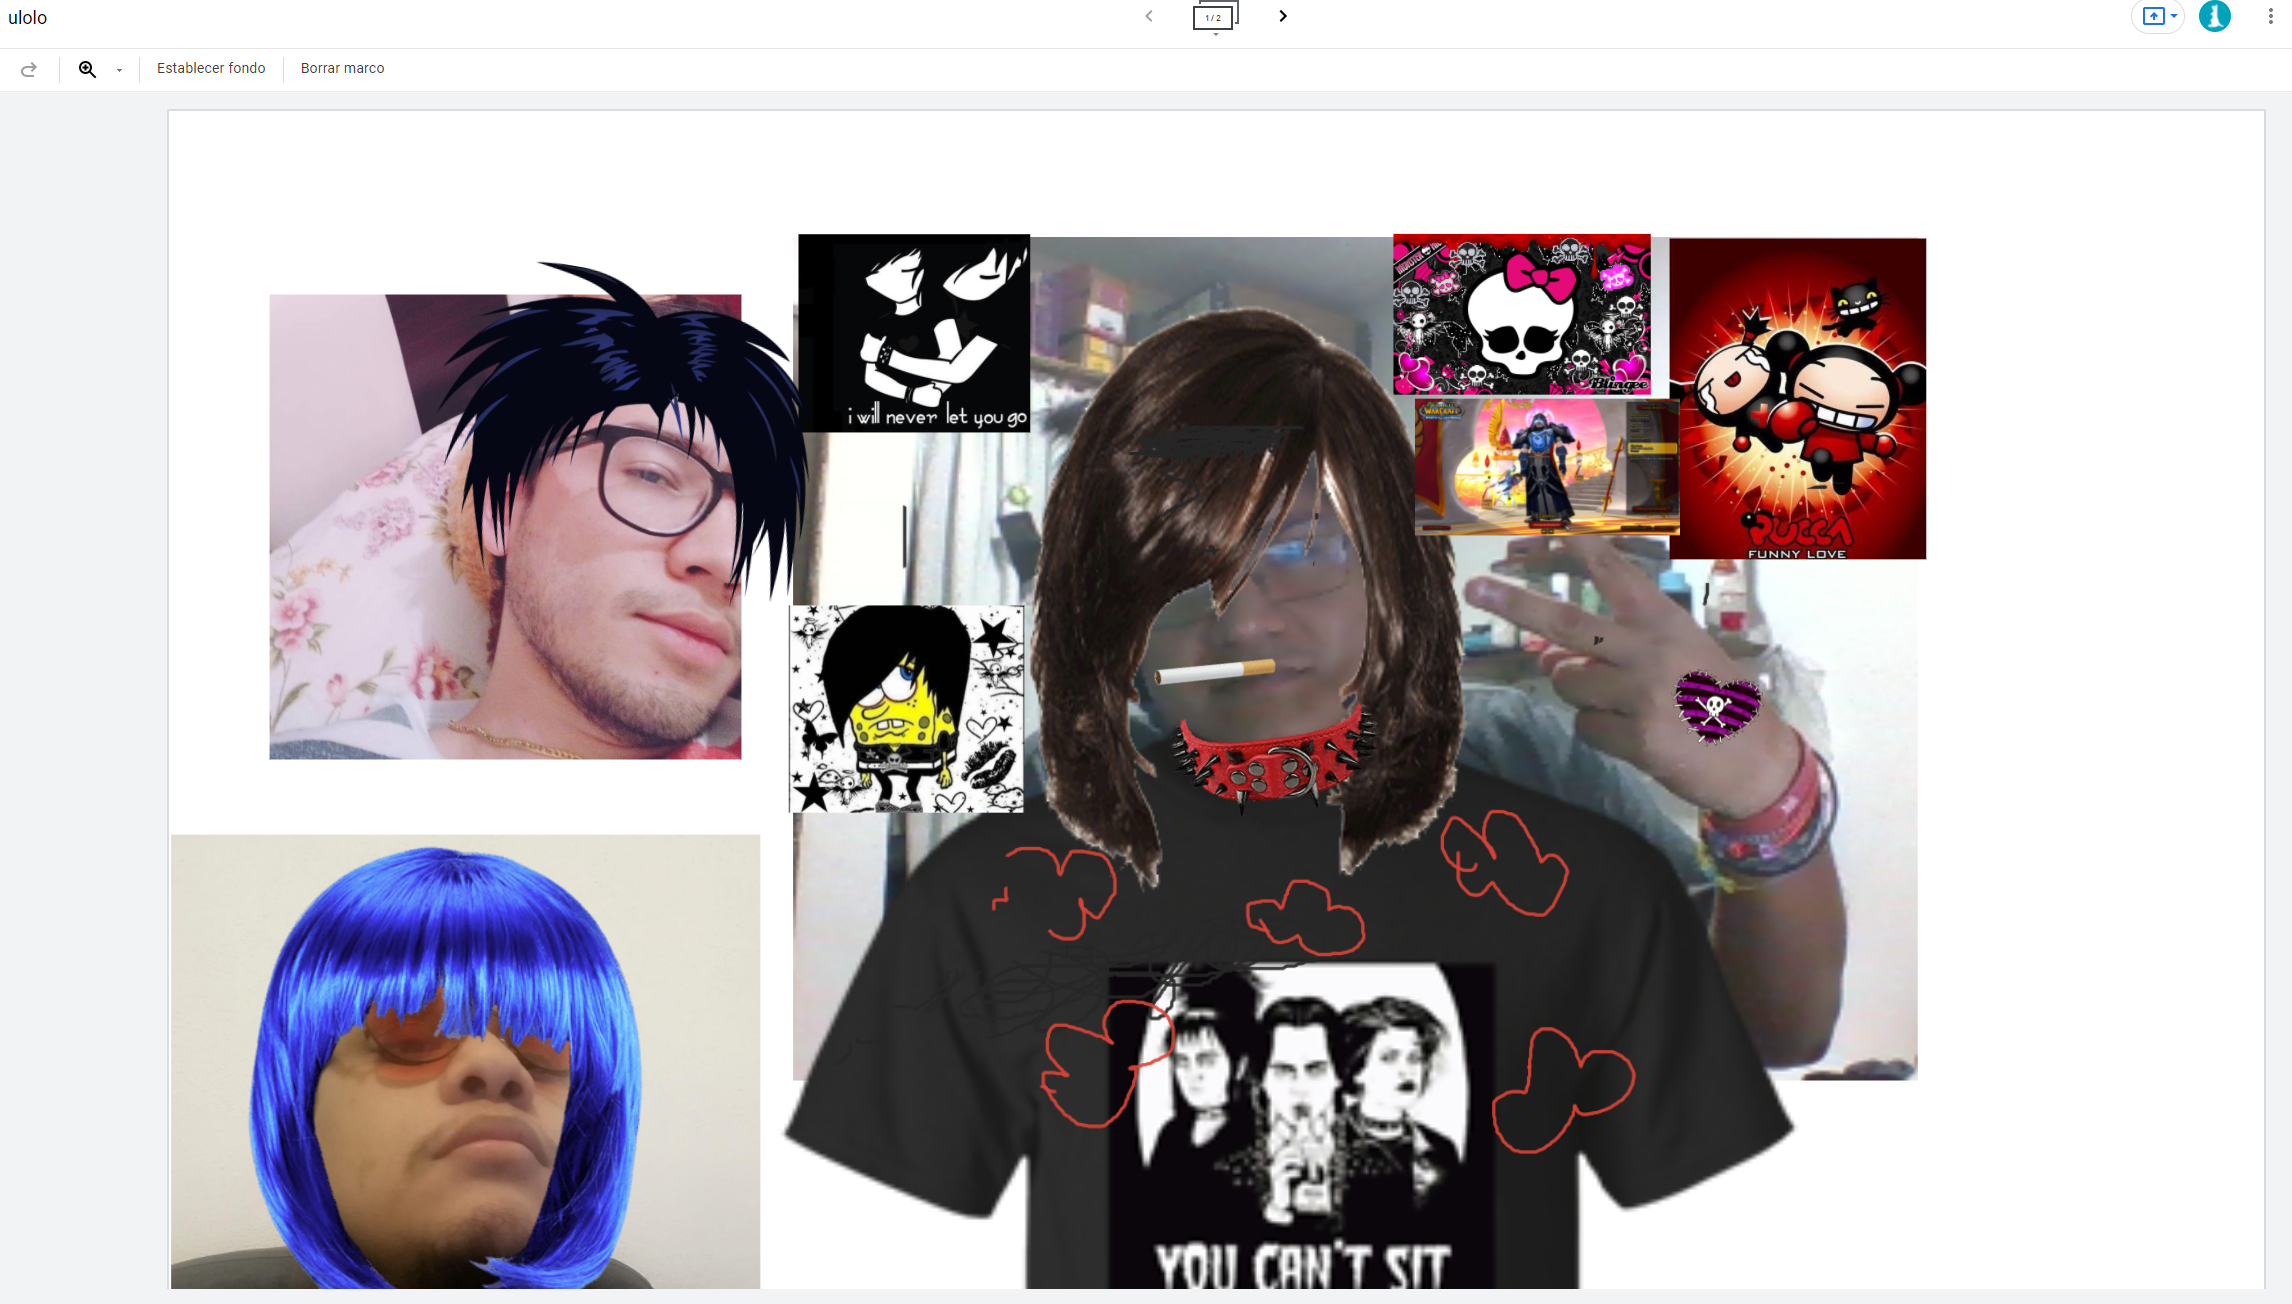 ulolo
1 / 2
Establecer fondo
Borrar marco
i will never let you go
Blingee
WARCRAFT
PUCCA
FUNNY LOVE
YOU CAN'T SIT